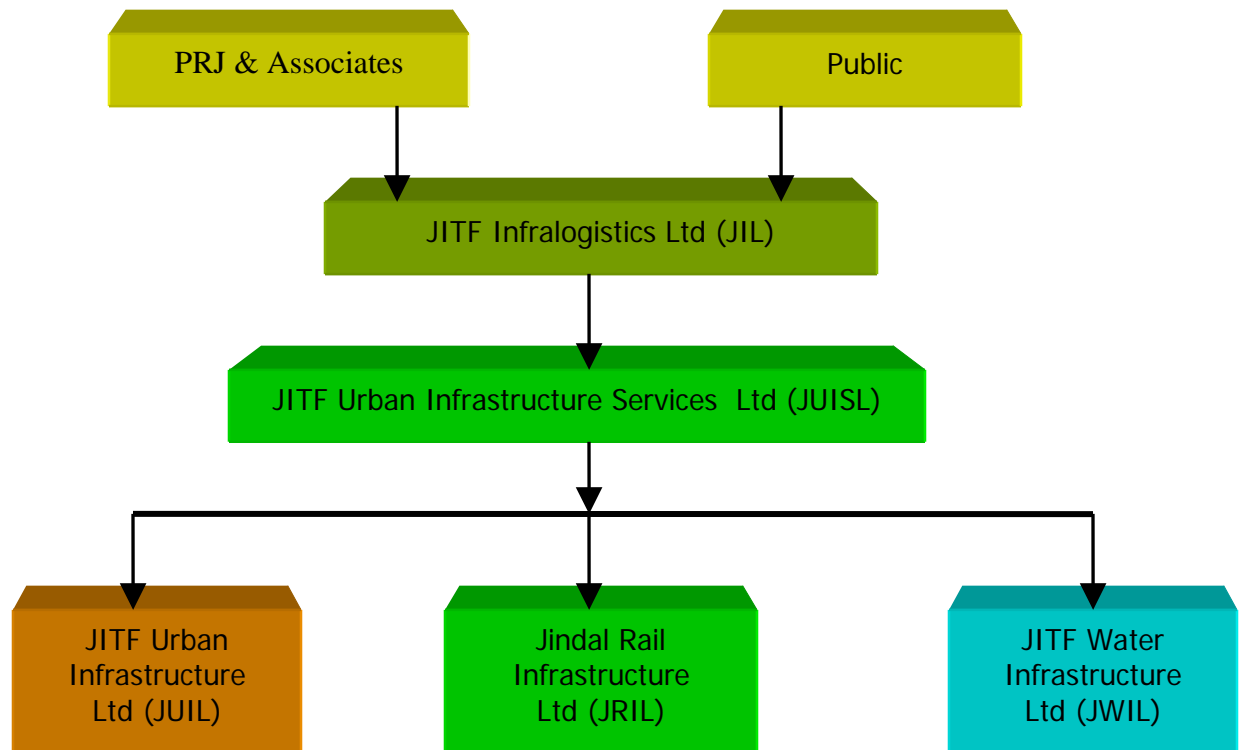 PRJ & Associates
Public
JITF Infralogistics Ltd (JIL)
JITF Urban Infrastructure Services  Ltd (JUISL)
JITF Urban
Infrastructure
Ltd (JUIL)
Jindal Rail
Infrastructure
Ltd (JRIL)
JITF Water
Infrastructure
Ltd (JWIL)